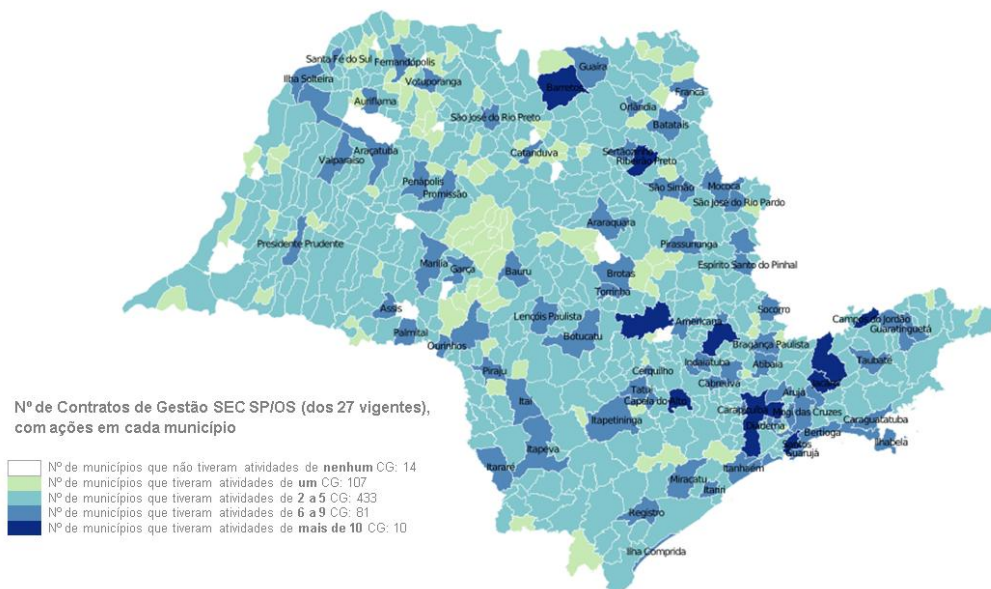 Santa Fé do Sul
Fernandópolis
Guaíra
Ilha Solteira
Votuporanga
Barretos
Franca
Auriflama
Orlândia
São José do Rio Preto
Batatais
Catanduva
Sertãozinho
Araçatuba
Ribeirão Preto
Valparaíso
Penápolis
São Simão
Mococa
Promissão
São José do Rio Pardo
Araraquara
Presidente Prudente
Pirassununga
Marília
Espírito Santo do Pinhal
Garça
Bauru
Brotas
Torrinha
Assis
Lençois Paulista
Americana
Socorro
Campos do Jordão
Palmital
Botucatu
Guaratinguetá
Ourinhos
Bragança Paulista
Indaiatuba
Atibaia
Taubaté
Piraju
Cerquilho
Cabreúva
Jacareí
Itaí
Tatuí
Arujá
Capela do Alto
Carapicuíba
Mogi das Cruzes
Itapetininga
Caraguatatuba
Diadema
Bertioga
Itapeva
Santos
Ilhabela
Guarujá
Itararé
Itanhaém
Miracatu
Itariri
Registro
Ilha Comprida
Nº de Contratos de Gestão SEC SP/OS (dos 27 vigentes),
com ações em cada município
Nº de municípios que não tiveram atividades de nenhum CG: 14
Nº de municípios que tiveram atividades de um CG: 107
Nº de municípios que tiveram atividades de 2 a 5 CG: 433
Nº de municípios que tiveram atividades de 6 a 9 CG: 81
Nº de municípios que tiveram atividades de mais de 10 CG: 10